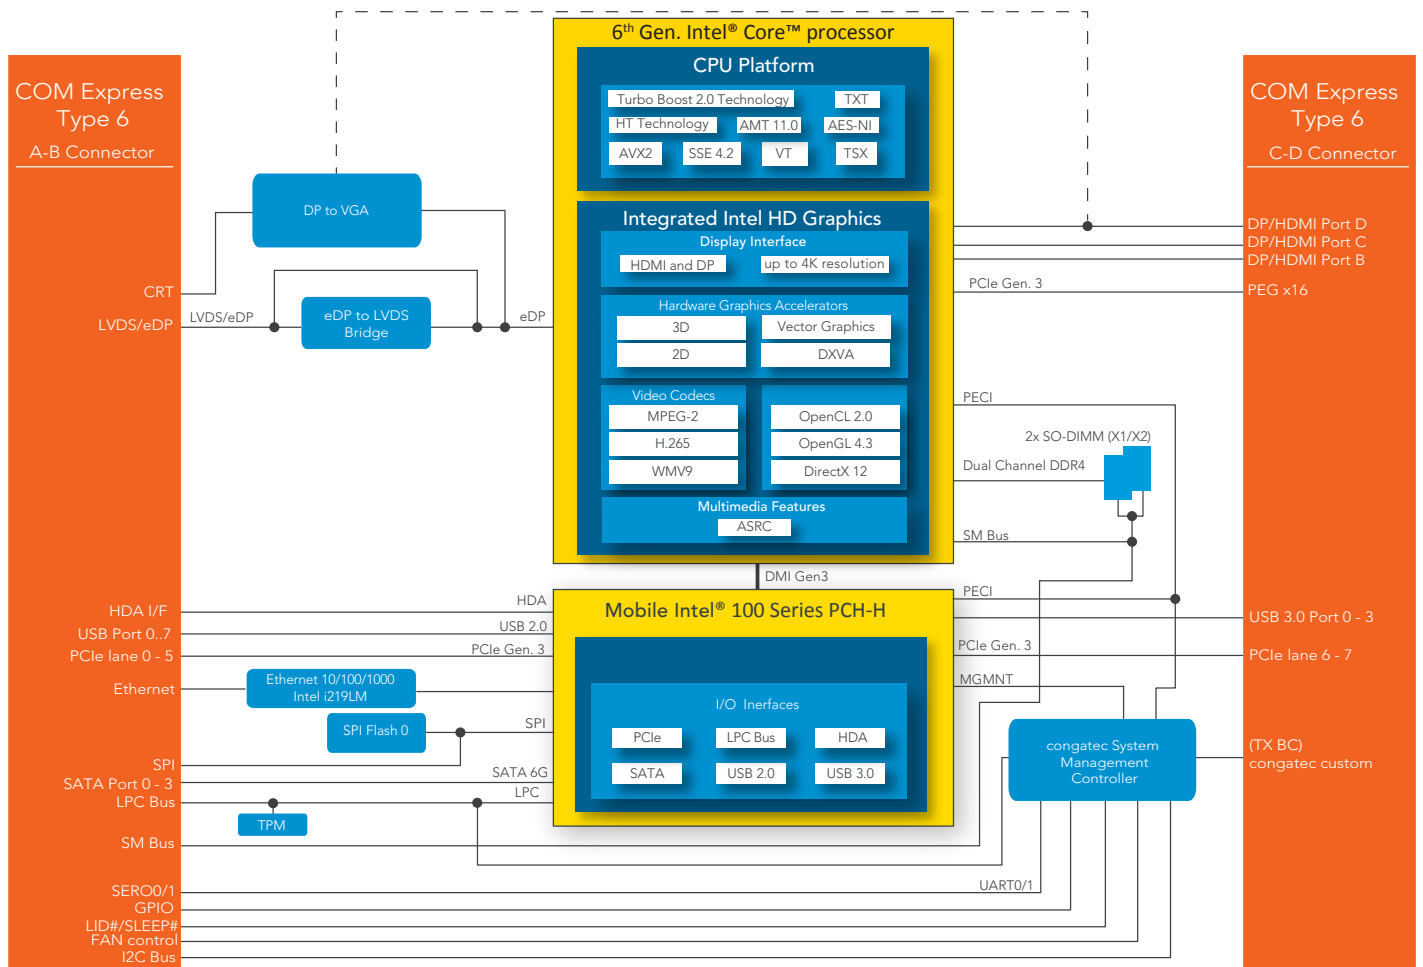 6th Gen. Intel® Core™ processor
CPU Platform
Turbo Boost 2.0 Technology
TXT
HT Technology
AMT 11.0
AES-NI
AVX2
SSE 4.2
VT
TSX
Integrated Intel HD Graphics
Display Interface
HDMI and DP
up to 4K resolution
Hardware Graphics Accelerators
3D
Vector Graphics
2D
DXVA
Video Codecs
MPEG-2
H.265
WMV9
OpenCL 2.0
OpenGL 4.3
DirectX 12
Multimedia Features
ASRC
DMI Gen3
Mobile Intel® 100 Series PCH-H
I/O Inerfaces
PCIe
LPC Bus
HDA
SATA
USB 2.0
USB 3.0
COM Express
Type 6
A-B Connector
CRT
LVDS/eDP
HDA I/F
USB Port 0..7
PCIe lane 0 - 5
Ethernet
SPI
SATA Port 0 - 3
LPC Bus
SM Bus
SERO0/1
GPIO
LID#/SLEEP#
FAN control
I2C Bus
DP to VGA
LVDS/eDP
eDP to LVDS
Bridge
eDP
HDA
USB 2.0
PCIe Gen. 3
Ethernet 10/100/1000
Intel i219LM
SPI Flash 0
SPI
SATA 6G
LPC
TPM
PCIe Gen. 3
PECI
2x SO-DIMM (X1/X2)
Dual Channel DDR4
SM Bus
PECI
PCIe Gen. 3
MGMNT
congatec System
Management
Controller
UART0/1
COM Express
Type 6
C-D Connector
DP/HDMI Port D
DP/HDMI Port C
DP/HDMI Port B
PEG x16
USB 3.0 Port 0 - 3
PCIe lane 6 - 7
(TX BC)
congatec custom